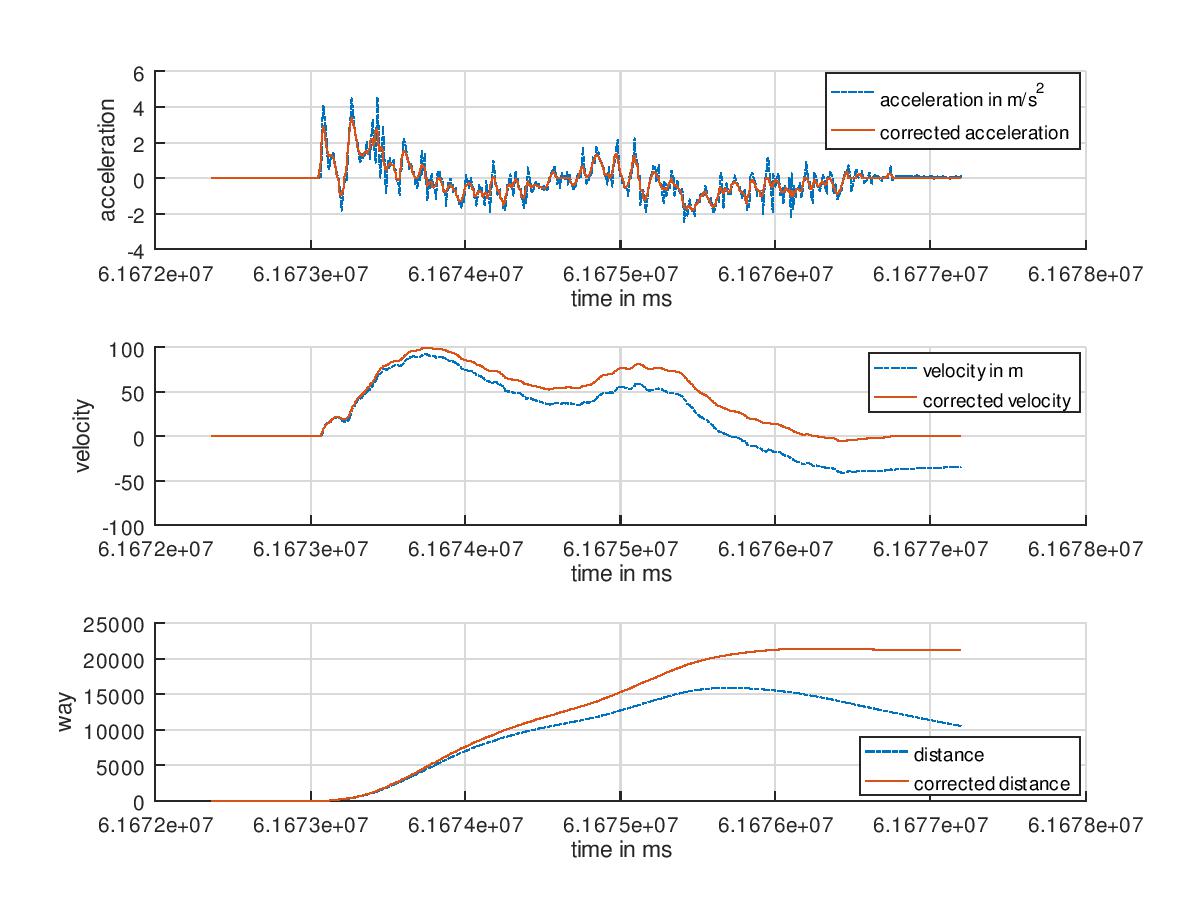 6
4
2
0
-2
-4
acceleration
acceleration in m/s2
corrected acceleration
6.1672e+07 6.1673e+07 6.1674e+07 6.1675e+07 6.1676e+07 6.1677e+07 6.1678e+07
time in ms
100
50
0
-50
-100
velocity
velocity in m
corrected velocity
6.1672e+07 6.1673e+07 6.1674e+07 6.1675e+07 6.1676e+07 6.1677e+07 6.1678e+07
time in ms
25000
20000
15000
10000
5000
0
way
distance
corrected distance
6.1672e+07 6.1673e+07 6.1674e+07 6.1675e+07 6.1676e+07 6.1677e+07 6.1678e+07
time in ms